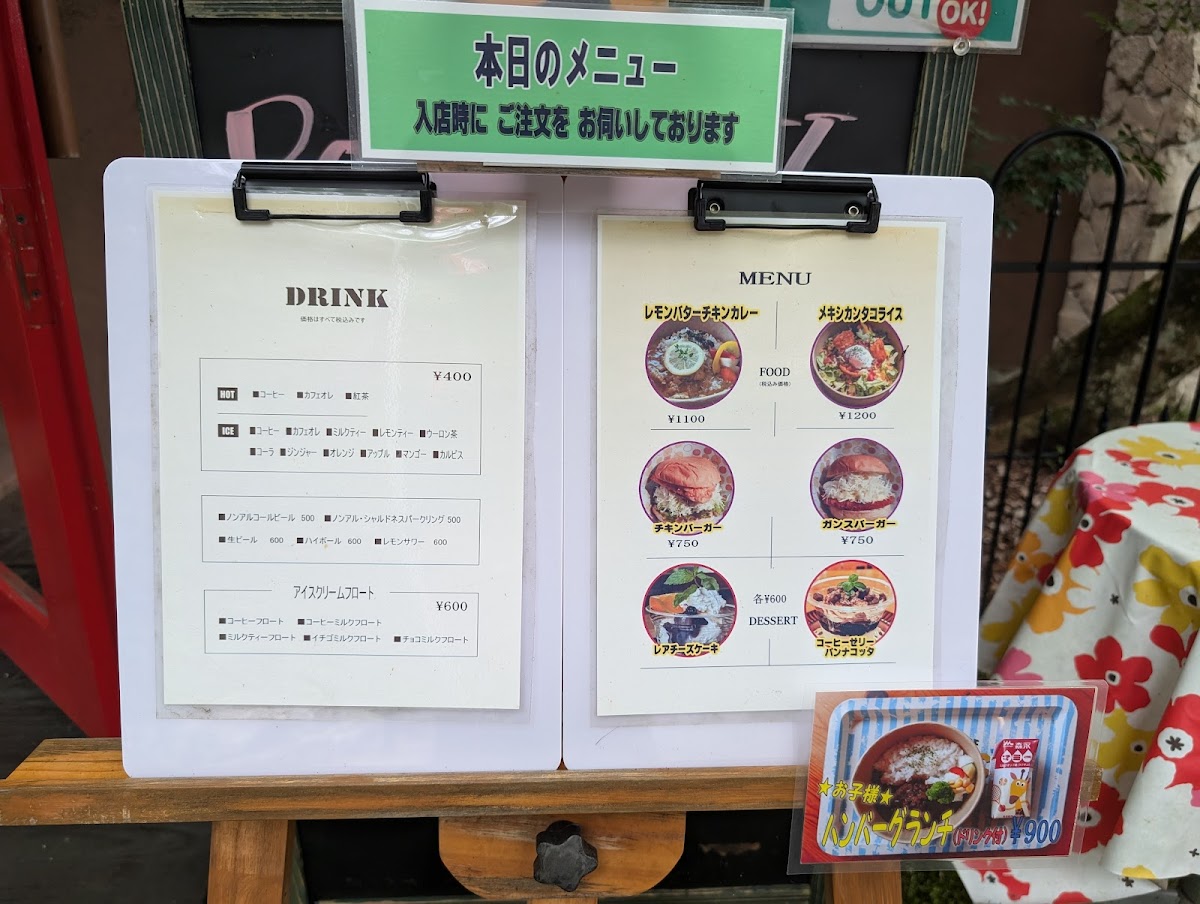 OUT OK!
本日のメニュー
入店時に ご注文を お伺いしております
DRINK
価格はすべて税込みです
¥400
HOT ■コーヒー ■カフェオレ ■紅茶
ICE ■コーヒー ■カフェオレ ■ミルクティー ■レモンティー ■ウーロン茶
■コーラ ■ジンジャー ■オレンジ ■アップル ■マンゴー ■カルピス
■ノンアルコールビール 500 ■ノンアル・シャルドネスパークリング 500
■生ビール 600 ■ハイボール 600 ■レモンサワー 600
アイスクリームフロート
¥600
■コーヒーフロート ■コーヒーミルクフロート
■ミルクティーフロート ■イチゴミルクフロート ■チョコミルクフロート
MENU
レモンバターチキンカレー メキシカンタコライス
FOOD
(税込み価格)
¥1100 ¥1200
チキンバーガー ガンスバーガー
¥750 ¥750
各¥600
DESSERT
レアチーズケーキ コーヒーゼリー
パンナコッタ
森永
★お子様★
ハンバーグランチ(ドリンク付)¥900